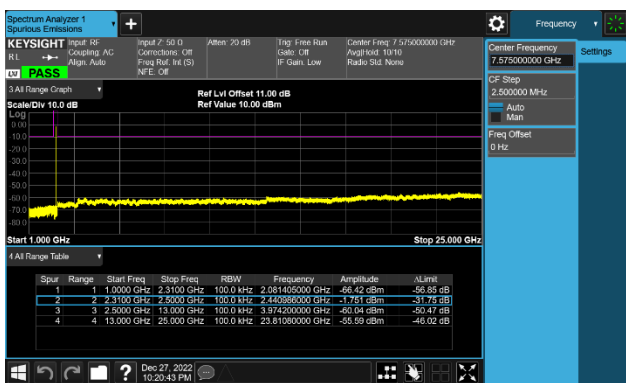 Spectrum Analyzer 1
Spurious Emissions
Frequency
KEYSIGHT
R L
LXI PASS
Input: RF
Coupling: AC
Align: Auto
Input Z: 50 Ω
Corrections: Off
Freq Ref: Int (S)
NFE: Off
Atten: 20 dB
Trig: Free Run
Gate: Off
IF Gain: Low
Center Freq: 7.575000000 GHz
Avg|Hold: 10/10
Radio Std: None
Center Frequency
7.575000000 GHz
Settings
CF Step
2.500000 MHz
Auto
Man
Freq Offset
0 Hz
3 All Range Graph
Scale/Div 10.0 dB
Ref Lvl Offset 11.00 dB
Ref Value 10.00 dBm
Log
0.00
-10.0
-20.0
-30.0
-40.0
-50.0
-60.0
-70.0
-80.0
Start 1.000 GHz
Stop 25.000 GHz
4 All Range Table
Spur Range Start Freq Stop Freq RBW Frequency Amplitude ΔLimit
1 1 1.0000 GHz 2.3100 GHz 100.0 kHz 2.081405000 GHz -66.42 dBm -56.85 dB
2 2 2.3100 GHz 2.5000 GHz 100.0 kHz 2.440986000 GHz -1.751 dBm -31.75 dB
3 3 2.5000 GHz 13.000 GHz 100.0 kHz 3.974200000 GHz -60.04 dBm -50.47 dB
4 4 13.000 GHz 25.000 GHz 100.0 kHz 23.81080000 GHz -55.59 dBm -46.02 dB
?
Dec 27, 2022
10:20:43 PM